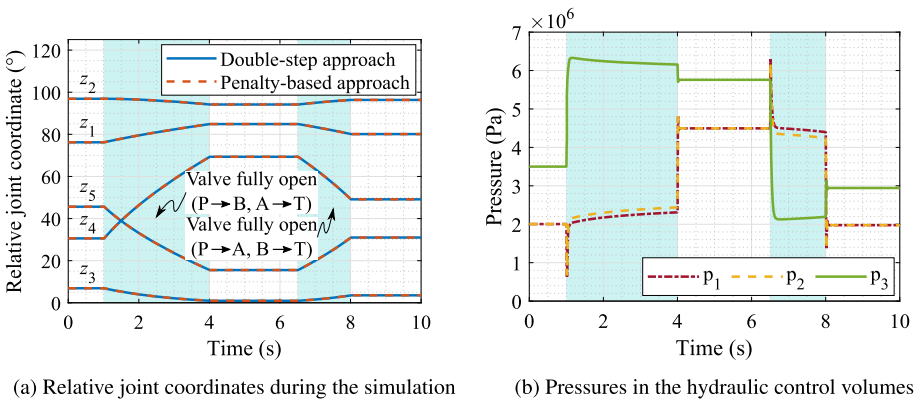 Relative joint coordinate (°)
120
100
80
60
40
20
0
z2
z1
z5
z4
z3
Double-step approach
Penalty-based approach
Valve fully open
(P→B, A→T)
Valve fully open
(P→A, B→T)
0 2 4 6 8 10
Time (s)
(a) Relative joint coordinates during the simulation
×10^6
Pressure (Pa)
7
6
5
4
3
2
1
0
p1 p2 p3
0 2 4 6 8 10
Time (s)
(b) Pressures in the hydraulic control volumes